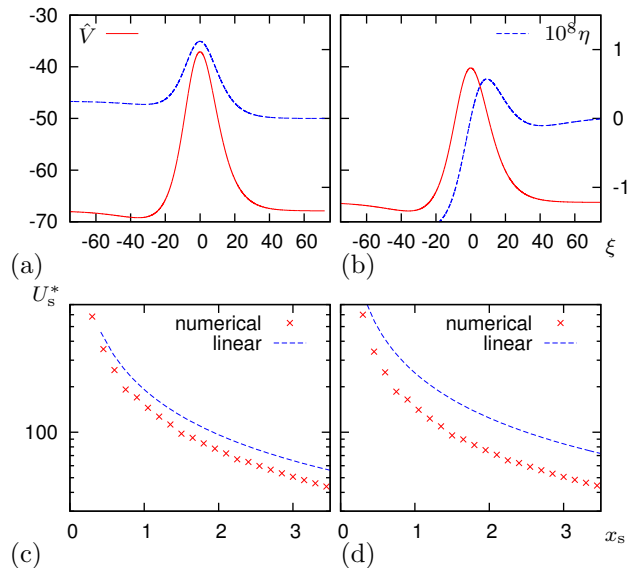 -30
-40
-50
-60
-70
V̂
-60 -40 -20 0 20 40 60
(a)
10⁸η
1
0
-1
-60 -40 -20 0 20 40 60
ξ
(b)
U*ₛ
100
numerical
linear
0 1 2 3
(c)
numerical
linear
0 1 2 3
xₛ
(d)